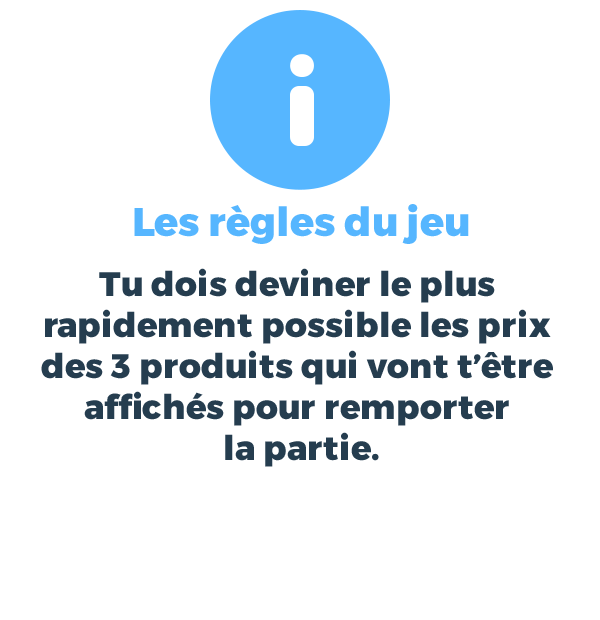 Les règles du jeu
Tu dois deviner le plus
rapidement possible les prix
des 3 produits qui vont t’être
affichés pour remporter
la partie.